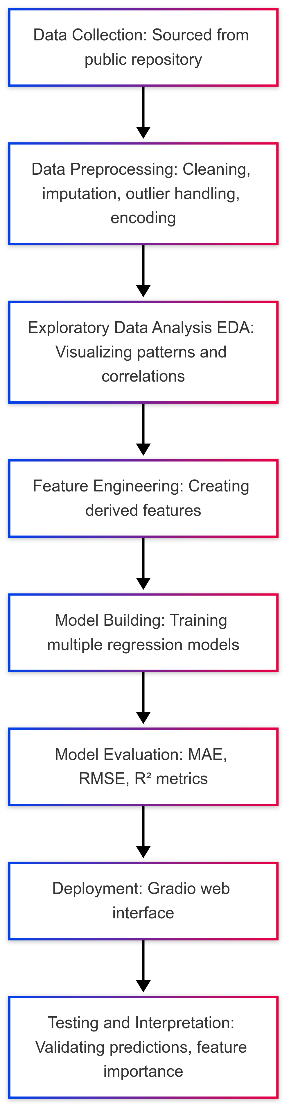 Data Collection: Sourced from
public repository
Data Preprocessing: Cleaning,
imputation, outlier handling,
encoding
Exploratory Data Analysis EDA:
Visualizing patterns and
correlations
Feature Engineering: Creating
derived features
Model Building: Training
multiple regression models
Model Evaluation: MAE,
RMSE, R² metrics
Deployment: Gradio web
interface
Testing and Interpretation:
Validating predictions, feature
importance